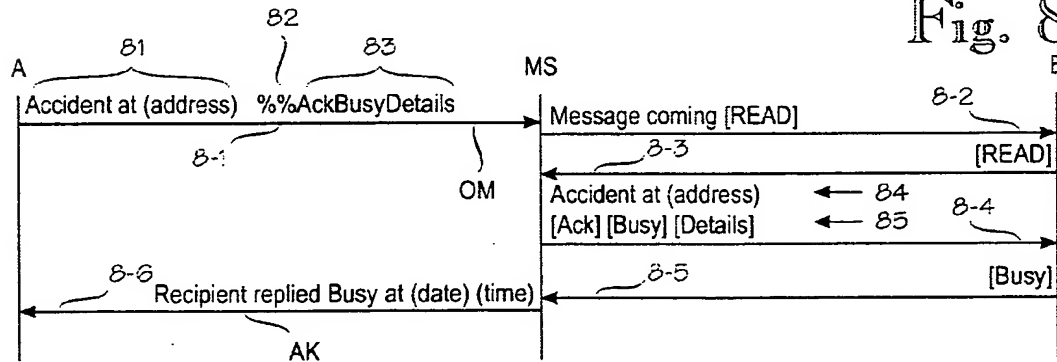 Fig. 8
82
81
83
A
MS
Accident at (address) %%AckBusyDetails
8-1
OM
Message coming [READ]
8-2
8-3
[READ]
Accident at (address)
84
[Ack] [Busy] [Details]
85
8-4
8-6
Recipient replied Busy at (date) (time)
8-5
[Busy]
AK